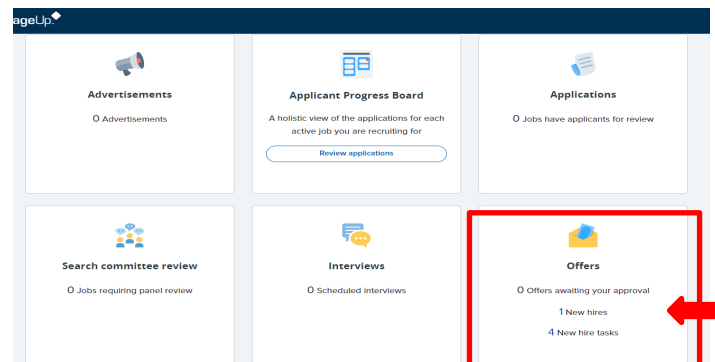 ageUp
Advertisements
0 Advertisements
Applicant Progress Board
A holistic view of the applications for each
active job you are recruiting for
Review applications
Applications
0 Jobs have applicants for review
Search committee review
0 Jobs requiring panel review
Interviews
0 Scheduled interviews
Offers
0 Offers awaiting your approval
1 New hires
4 New hire tasks